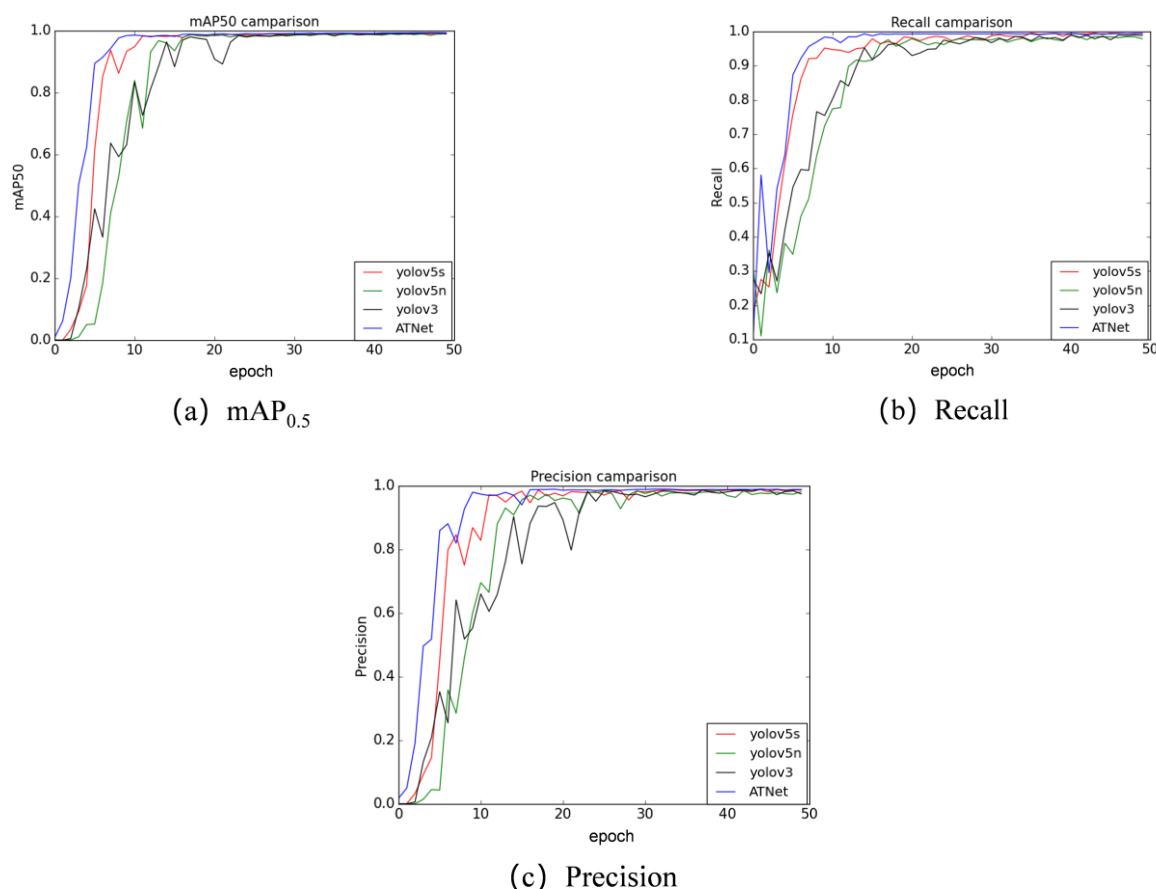 mAP50 camparison
1.0
0.8
0.6
0.4
0.2
0.0
mAP50
yolov5s
yolov5n
yolov3
ATNet
0 10 20 30 40 50
epoch
(a) mAP0.5
Recall camparison
1.0
0.9
0.8
0.7
0.6
0.5
0.4
0.3
0.2
0.1
Recall
yolov5s
yolov5n
yolov3
ATNet
0 10 20 30 40 50
epoch
(b) Recall
Precision camparison
1.0
0.8
0.6
0.4
0.2
0.0
Precision
yolov5s
yolov5n
yolov3
ATNet
0 10 20 30 40 50
epoch
(c) Precision